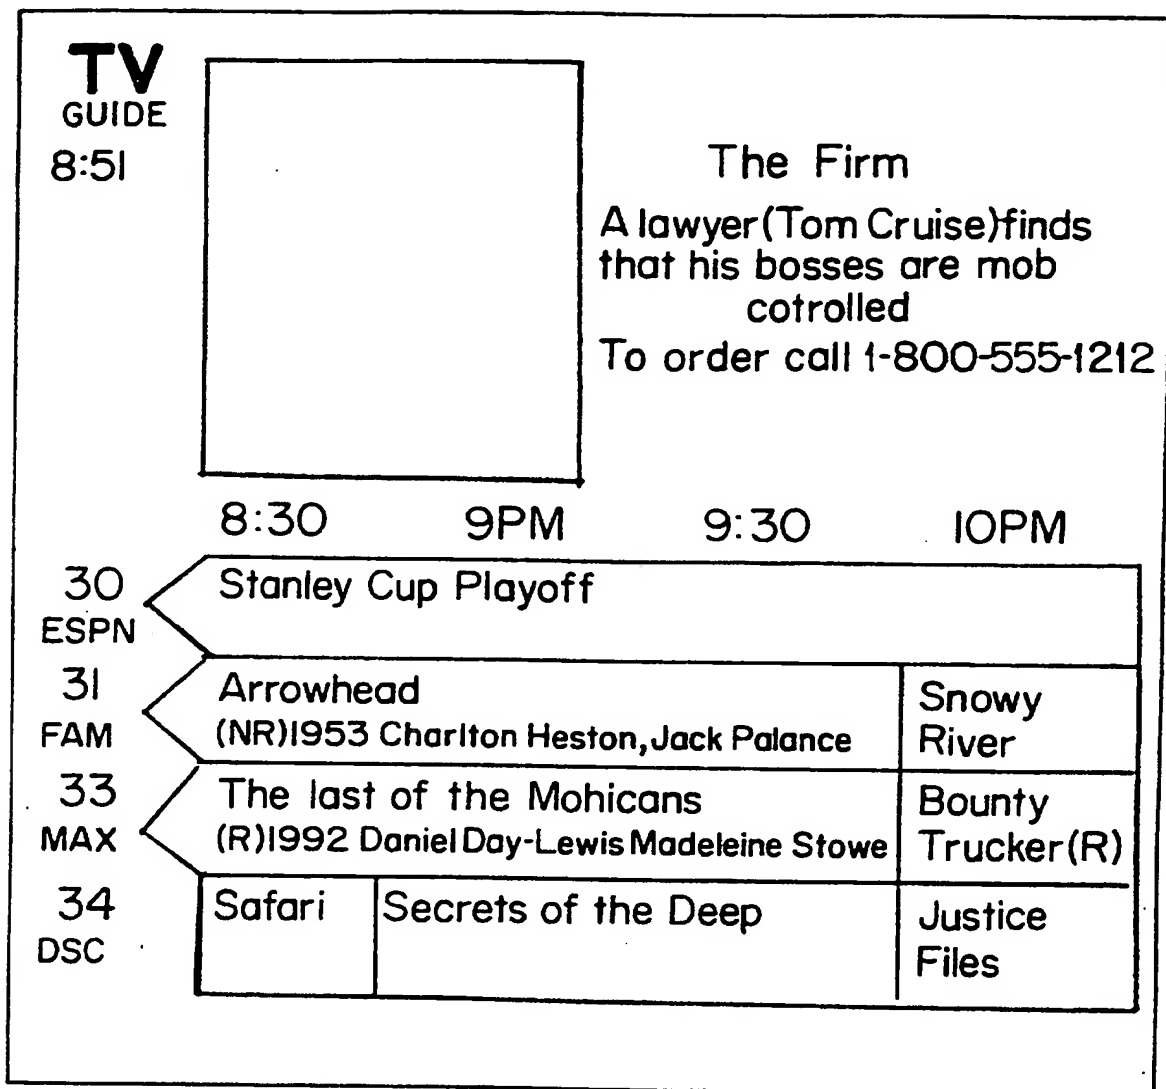 TV
GUIDE
8:51
The Firm
A lawyer(Tom Cruise)finds
that his bosses are mob
cotrolled
To order call 1-800-555-1212
8:30 9PM 9:30 10PM
30
ESPN
Stanley Cup Playoff
31
FAM
Arrowhead
(NR)1953 Charlton Heston,Jack Palance
Snowy
River
33
MAX
The last of the Mohicans
(R)1992 Daniel Day-Lewis Madeleine Stowe
Bounty
Trucker(R)
34
DSC
Safari
Secrets of the Deep
Justice
Files